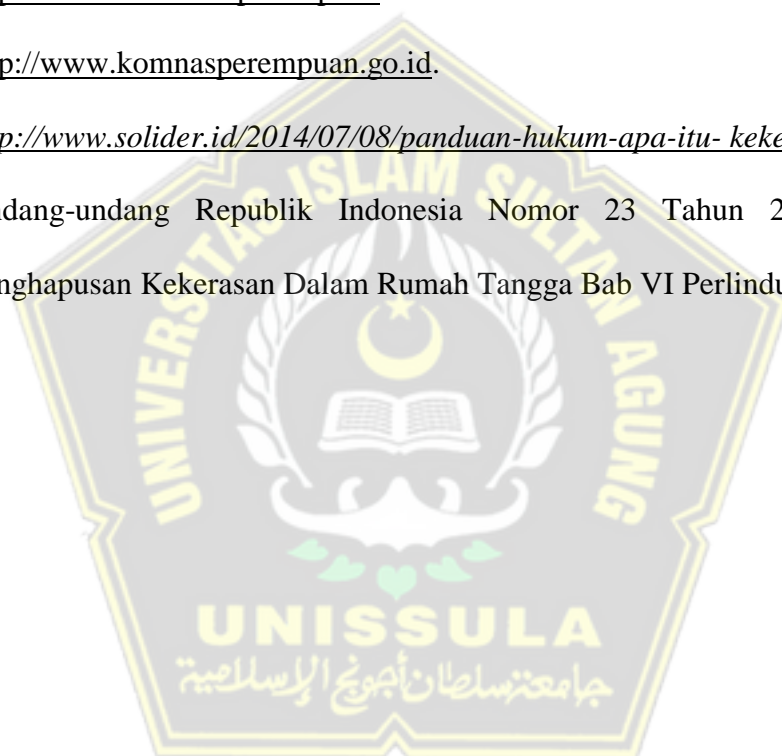 p://www.komnasperempuan.go.id.
p://www.solider.id/2014/07/08/panduan-hukum-apa-itu- keke
ndang-undang Republik Indonesia Nomor 23 Tahun 2
nghapusan Kekerasan Dalam Rumah Tangga Bab VI Perlindu
UNIVERSITAS ISLAM SULTAN AGUNG
UNISSULA
جامعة سلطان أجونج الإسلامية